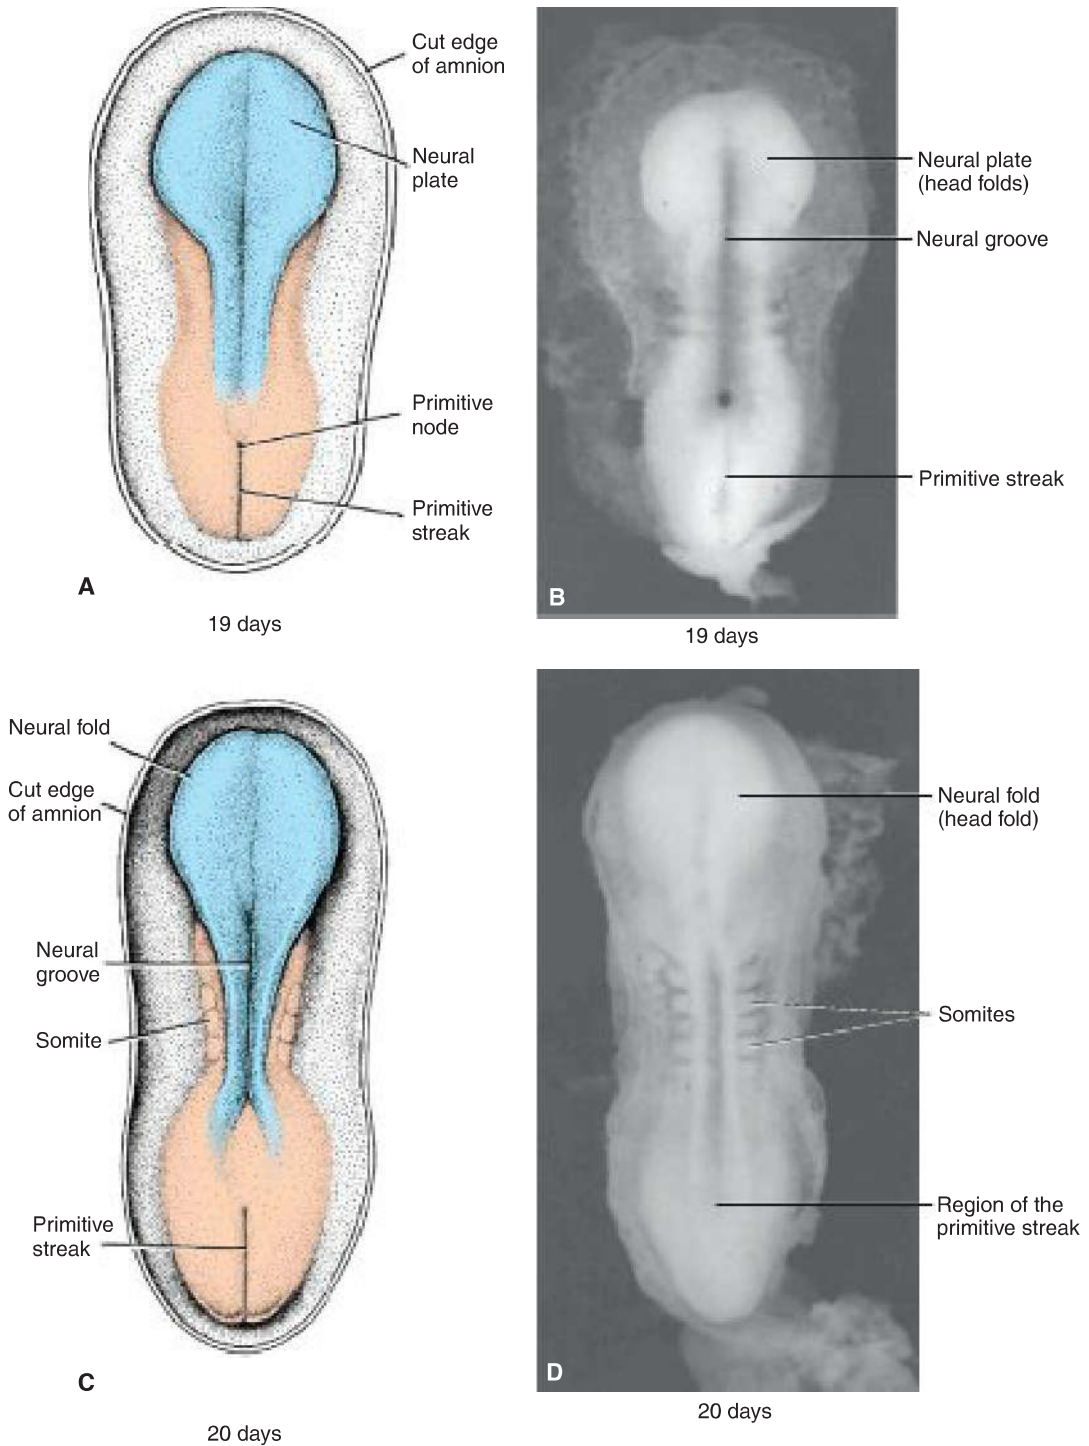 Cut edge
of amnion
Neural
plate
Primitive
node
Primitive
streak
A
19 days
Neural plate
(head folds)
Neural groove
Primitive streak
B
19 days
Neural fold
Cut edge
of amnion
Neural
groove
Somite
Primitive
streak
C
20 days
Neural fold
(head fold)
Somites
Region of the
primitive streak
D
20 days